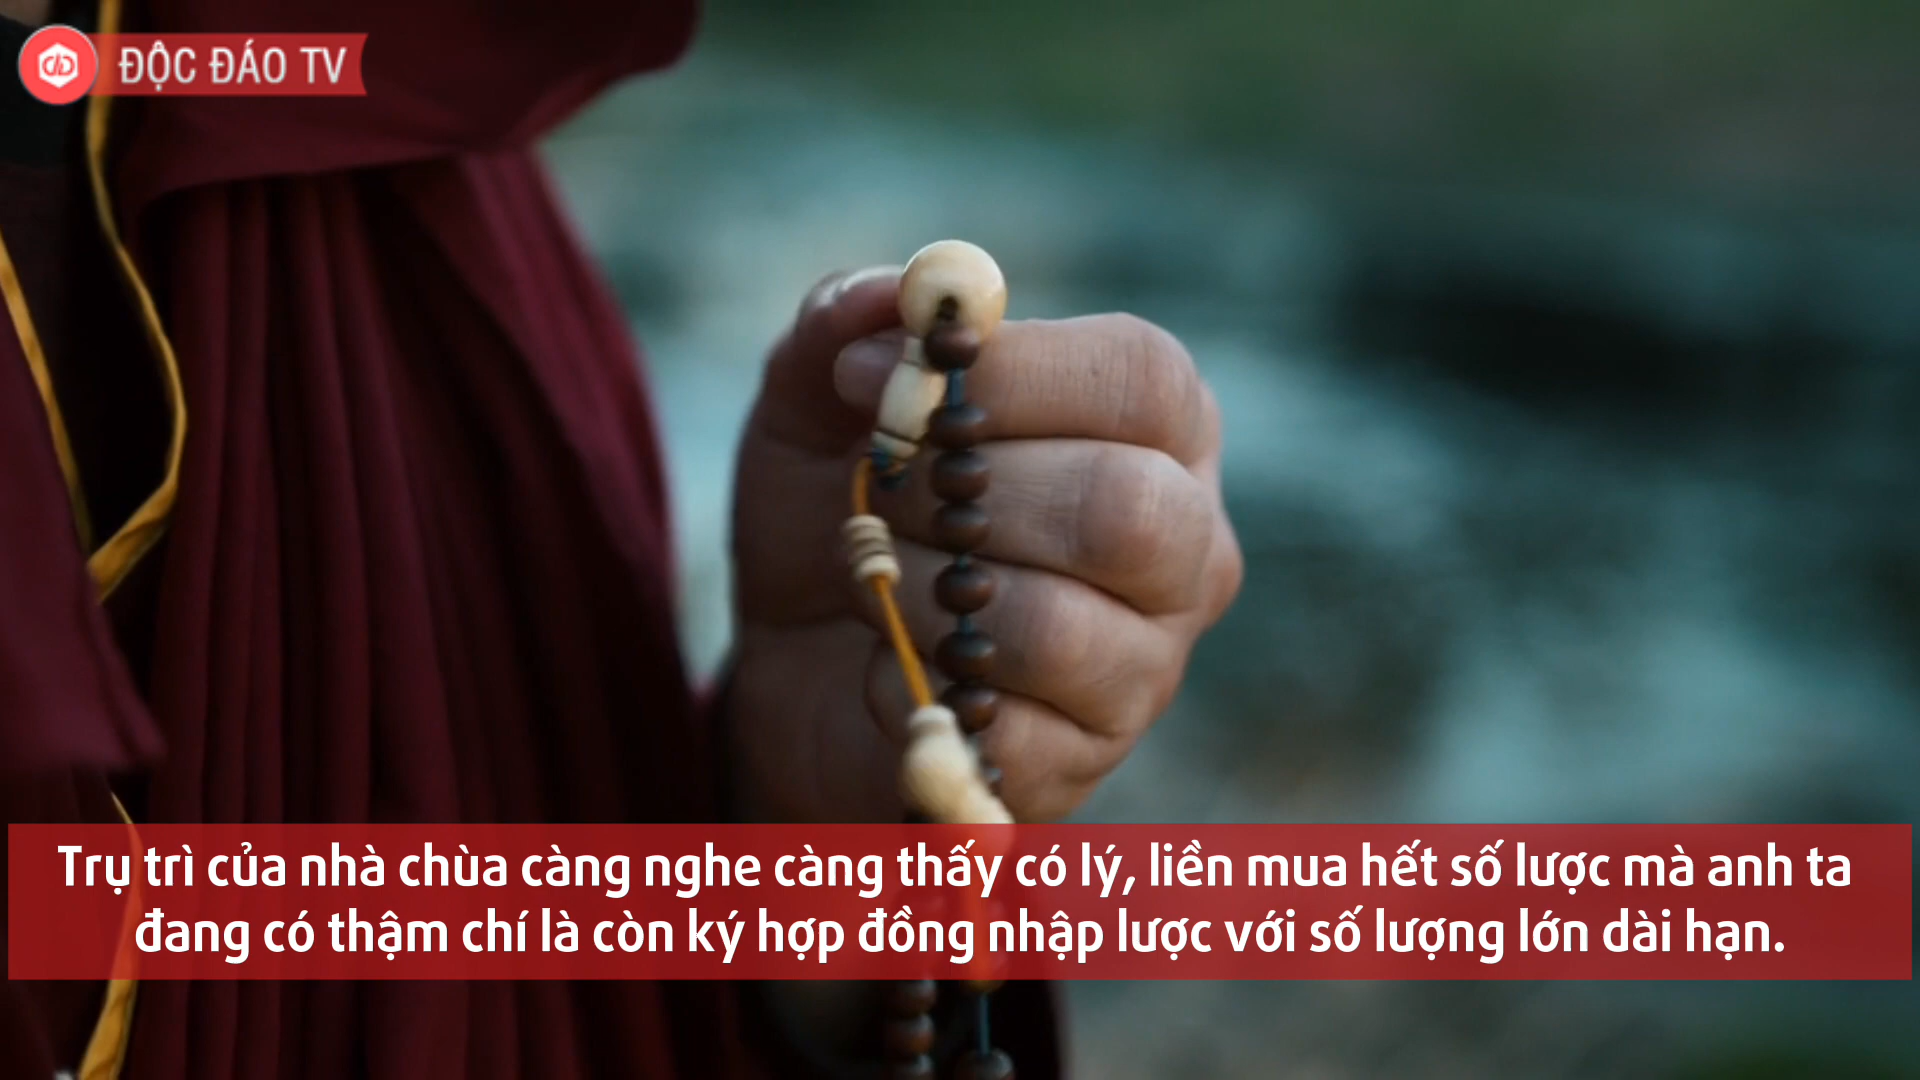 ĐỘC ĐÁO TV
Trụ trì của nhà chùa càng nghe càng thấy có lý, liền mua hết số lược mà anh ta
đang có thậm chí là còn ký hợp đồng nhập lược với số lượng lớn dài hạn.